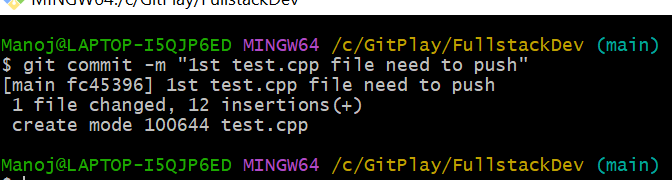 MINGW64:/c/GitPlay/FullstackDev
Manoj@LAPTOP-I5QJP6ED MINGW64 /c/GitPlay/FullstackDev (main)
$ git commit -m "1st test.cpp file need to push"
[main fc45396] 1st test.cpp file need to push
 1 file changed, 12 insertions(+)
 create mode 100644 test.cpp
Manoj@LAPTOP-I5QJP6ED MINGW64 /c/GitPlay/FullstackDev (main)